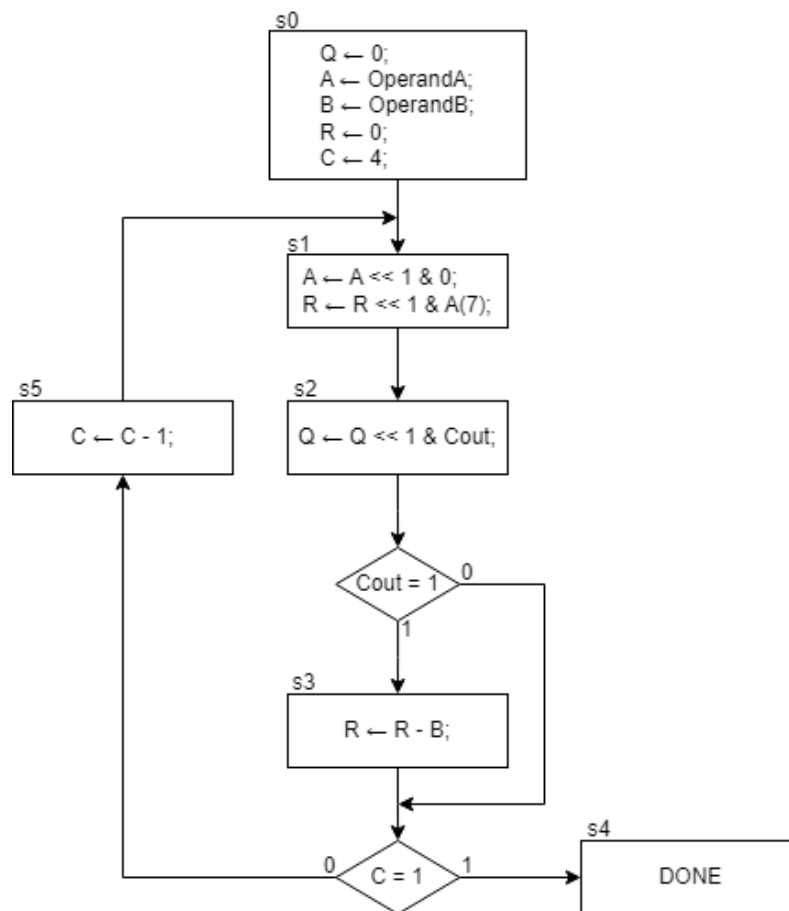 s0
Q ← 0;
A ← OperandA;
B ← OperandB;
R ← 0;
C ← 4;
s1
A ← A << 1 & 0;
R ← R << 1 & A(7);
s5
C ← C - 1;
s2
Q ← Q << 1 & Cout;
Cout = 1
0
1
s3
R ← R - B;
0
C = 1
1
s4
DONE